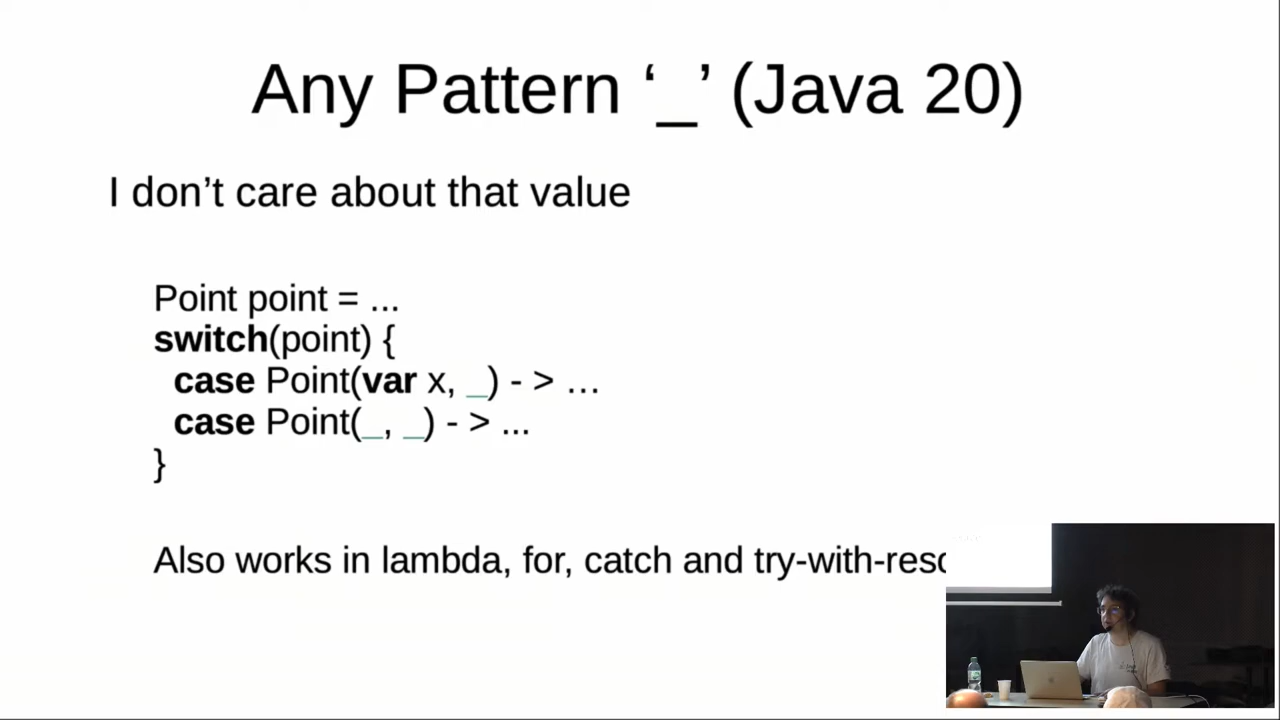 Any Pattern ‘_’ (Java 20)
I don’t care about that value
Point point = ...
switch(point) {
case Point(var x, _) - > …
case Point(_, _) - > ...
}
Also works in lambda, for, catch and try-with-reso